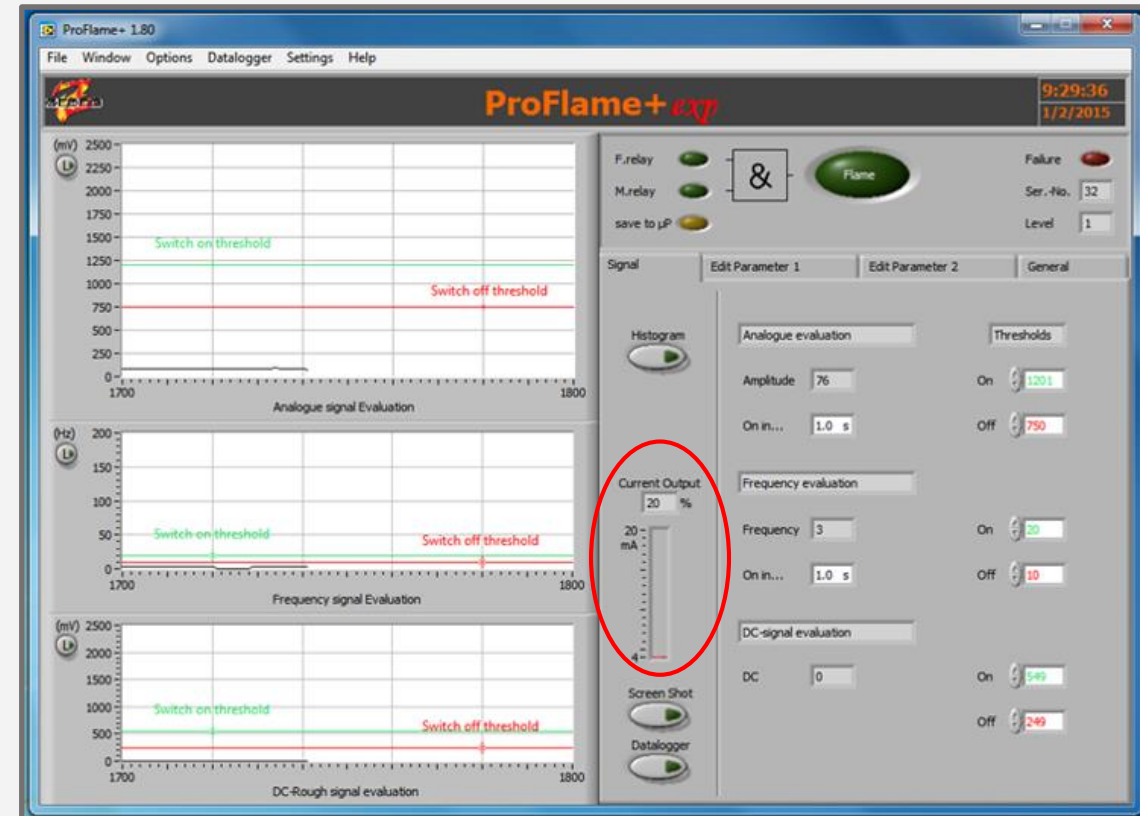 ProFlame+ 1.80
File Window Options Datalogger Settings Help
ProFlame+ exp
9:29:36
1/2/2015
(mV)
2500
2250
2000
1750
1500
1250
1000
750
500
250
0
Switch on threshold
Switch off threshold
1700 1800
Analogue signal Evaluation
(Hz)
200
150
100
50
0
Switch on threshold
Switch off threshold
1700 1800
Frequency signal Evaluation
(mV)
2500
2000
1500
1000
500
0
Switch on threshold
Switch off threshold
1700 1800
DC-Rough signal evaluation
F.relay
M.relay
save to µP
&
Flame
Failure
Ser.-No. 32
Level 1
Signal Edit Parameter 1 Edit Parameter 2 General
Histogram
Current Output
20 %
20
mA
4
Screen Shot
Datalogger
Analogue evaluation Thresholds
Amplitude 76 On 1201
On in... 1.0 s Off 750
Frequency evaluation
Frequency 3 On 20
On in... 1.0 s Off 10
DC-signal evaluation
DC 0 On 549
Off 249